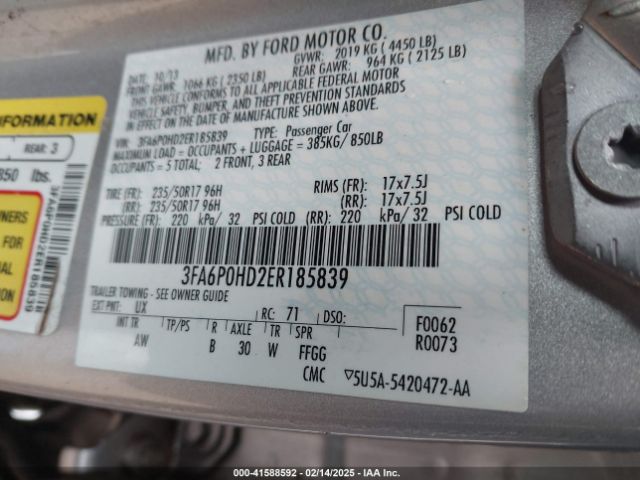 MFD. BY FORD MOTOR CO.
DATE: 10/13 GVWR: 2019 KG (4450 LB)
FRONT GAWR: 1066 KG (2350 LB) REAR GAWR: 964 KG (2125 LB)
THIS VEHICLE CONFORMS TO ALL APPLICABLE FEDERAL MOTOR
VEHICLE SAFETY, BUMPER, AND THEFT PREVENTION STANDARDS
IN EFFECT ON THE DATE OF MANUFACTURE SHOWN ABOVE.
VIN: 3FA6P0HD2ER185839 TYPE: Passenger Car
MAXIMUM LOAD = OCCUPANTS + LUGGAGE = 385KG/ 850LB
OCCUPANTS = 5 TOTAL; 2 FRONT, 3 REAR
TIRE (FR): 235/50R17 96H RIMS (FR): 17x7.5J
(RR): 235/50R17 96H (RR): 17x7.5J
PRESSURE (FR): 220 kPa/ 32 PSI COLD (RR): 220 kPa/ 32 PSI COLD
3FA6P0HD2ER185839
TRAILER TOWING - SEE OWNER GUIDE
EXT PNT: UX RC: 71 DSO:
INT TR TP/PS R AXLE TR SPR
AW B 30 W FFGG
F0062
R0073
CMC ▽5U5A-5420472-AA
INFORMATION
REAR: 3
850 lbs.
3FA6P0HD2ER185839
OWNERS
FOR
000-41588592 — 02/14/2025 — IAA Inc.